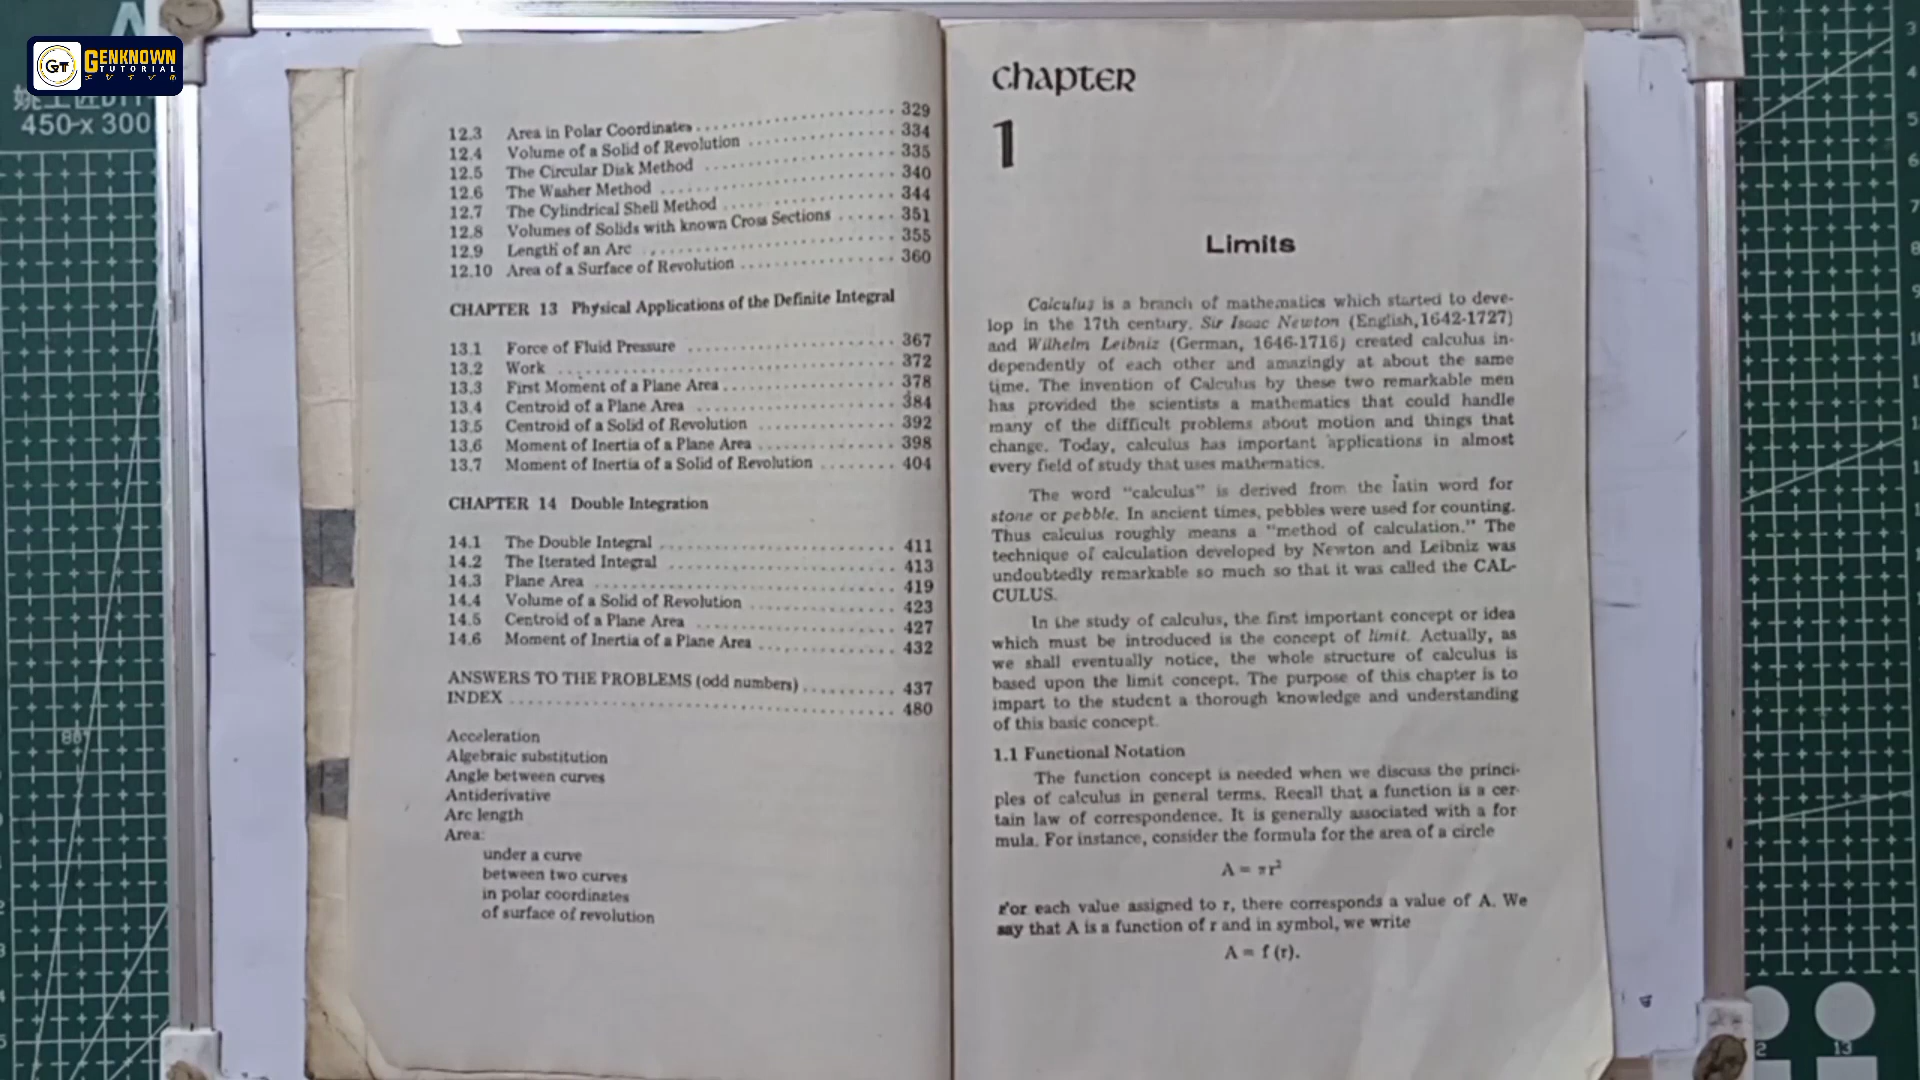 GENKNOWN
TUTORIAL
GT
450 x 300
12.3 Area in Polar Coordinates 329
12.4 Volume of a Solid of Revolution 334
12.5 The Circular Disk Method 335
12.6 The Washer Method 340
12.7 The Cylindrical Shell Method 344
12.8 Volumes of Solids with known Cross Sections 351
12.9 Length of an Arc 355
12.10 Area of a Surface of Revolution 360
CHAPTER 13 Physical Applications of the Definite Integral
13.1 Force of Fluid Pressure 367
13.2 Work 372
13.3 First Moment of a Plane Area 378
13.4 Centroid of a Plane Area 384
13.5 Centroid of a Solid of Revolution 392
13.6 Moment of Inertia of a Plane Area 398
13.7 Moment of Inertia of a Solid of Revolution 404
CHAPTER 14 Double Integration
14.1 The Double Integral 411
14.2 The Iterated Integral 413
14.3 Plane Area 419
14.4 Volume of a Solid of Revolution 423
14.5 Centroid of a Plane Area 427
14.6 Moment of Inertia of a Plane Area 432
ANSWERS TO THE PROBLEMS (odd numbers) 437
INDEX 480
Acceleration
Algebraic substitution
Angle between curves
Antiderivative
Arc length
Area:
under a curve
between two curves
in polar coordinates
of surface of revolution
chapter
1
Limits
Calculus is a branch of mathematics which started to deve-
lop in the 17th century. Sir Isaac Newton (English,1642-1727)
and Wilhelm Leibniz (German, 1646-1716) created calculus in-
dependently of each other and amazingly at about the same
time. The invention of Calculus by these two remarkable men
has provided the scientists a mathematics that could handle
many of the difficult problems about motion and things that
change. Today, calculus has important applications in almost
every field of study that uses mathematics.
The word "calculus" is derived from the latin word for
stone or pebble. In ancient times, pebbles were used for counting.
Thus calculus roughly means a "method of calculation." The
technique of calculation developed by Newton and Leibniz was
undoubtedly remarkable so much so that it was called the CAL-
CULUS.
In the study of calculus, the first important concept or idea
which must be introduced is the concept of limit. Actually, as
we shall eventually notice, the whole structure of calculus is
based upon the limit concept. The purpose of this chapter is to
impart to the student a thorough knowledge and understanding
of this basic concept.
1.1 Functional Notation
The function concept is needed when we discuss the princi-
ples of calculus in general terms. Recall that a function is a cer-
tain law of correspondence. It is generally associated with a for
mula. For instance, consider the formula for the area of a circle
A = πr²
For each value assigned to r, there corresponds a value of A. We
say that A is a function of r and in symbol, we write
A = f (r).